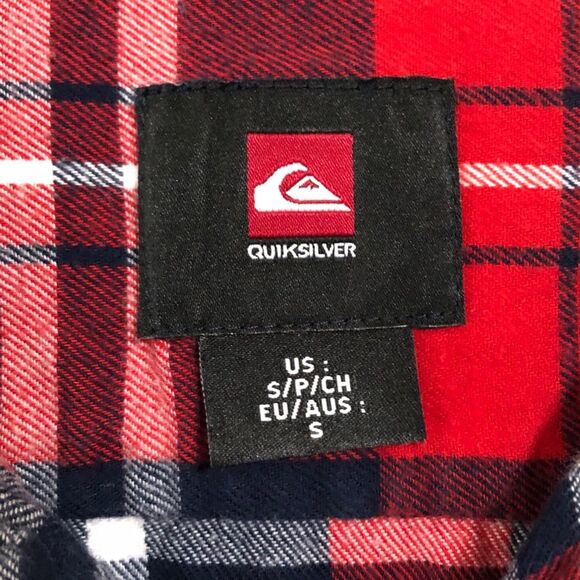 QUIKSILVER
US :
S/P/CH
EU/AUS :
S